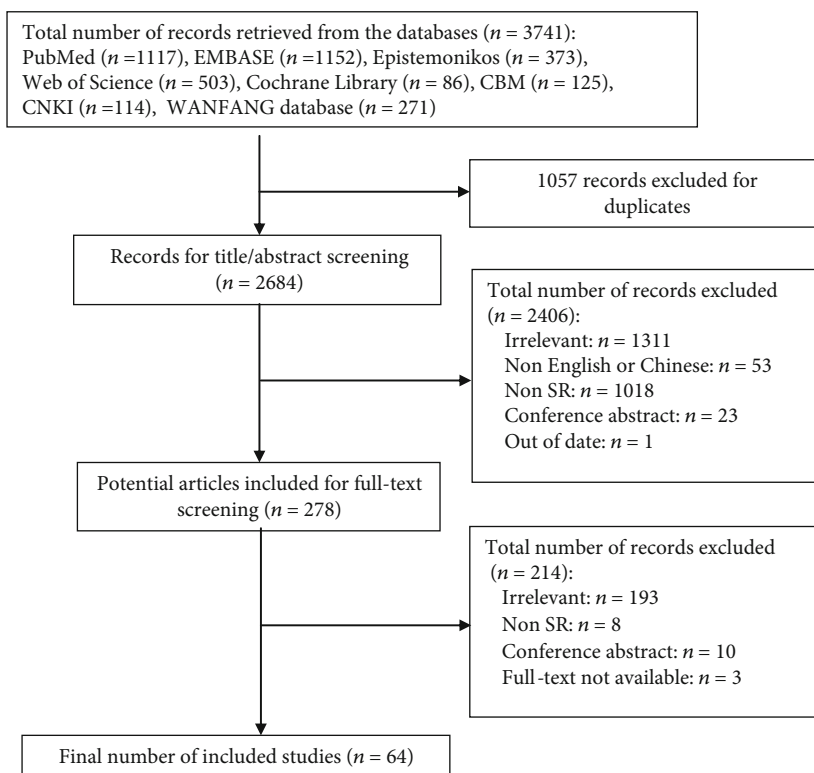 Total number of records retrieved from the databases (n = 3741):
PubMed (n =1117), EMBASE (n =1152), Epistemonikos (n = 373),
Web of Science (n = 503), Cochrane Library (n = 86), CBM (n = 125),
CNKI (n =114), WANFANG database (n = 271)
1057 records excluded for
duplicates
Records for title/abstract screening
(n = 2684)
Total number of records excluded
(n = 2406):
Irrelevant: n = 1311
Non English or Chinese: n = 53
Non SR: n = 1018
Conference abstract: n = 23
Out of date: n = 1
Potential articles included for full-text
screening (n = 278)
Total number of records excluded
(n = 214):
Irrelevant: n = 193
Non SR: n = 8
Conference abstract: n = 10
Full-text not available: n = 3
Final number of included studies (n = 64)